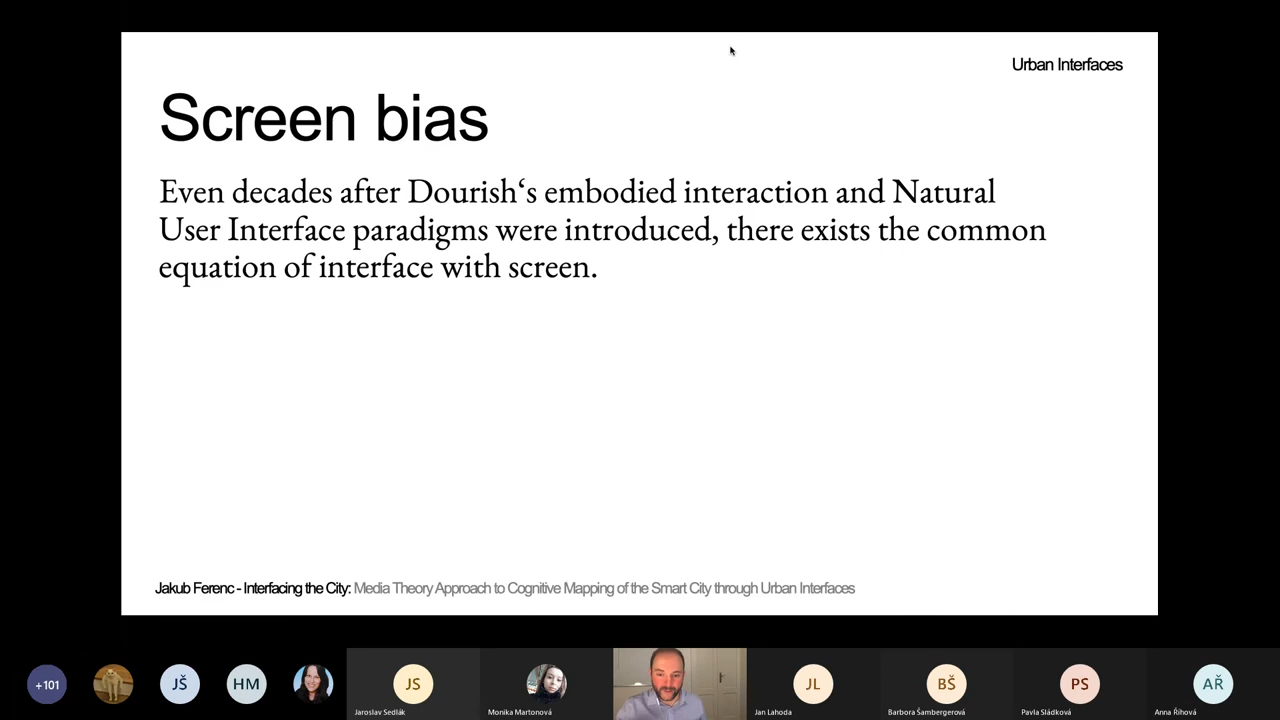 Urban Interfaces
Screen bias
Even decades after Dourish‘s embodied interaction and Natural
User Interface paradigms were introduced, there exists the common
equation of interface with screen.
Jakub Ferenc - Interfacing the City: Media Theory Approach to Cognitive Mapping of the Smart City through Urban Interfaces
+101
JŠ
HM
JS
JL
BŠ
PS
AŘ
Jaroslav Sedlák
Monika Martonová
Jan Lahoda
Barbora Šambergerová
Pavla Sládková
Anna Říhová